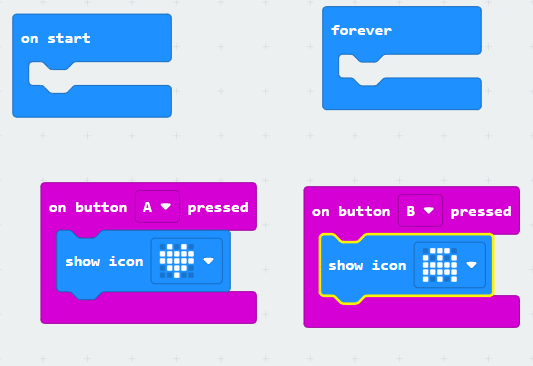 on start
forever
on button A pressed
show icon
on button B pressed
show icon